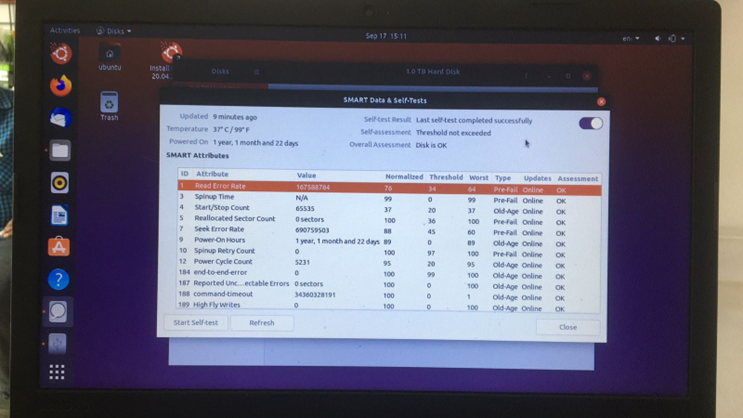 Activities
Disks
Sep 17 15:11
en
ubuntu
Install
20.04
Trash
Disks
1.0 TB Hard Disk
SMART Data & Self-Tests
Updated 9 minutes ago
Temperature 37° C / 99° F
Powered On 1 year, 1 month and 22 days
Self-test Result Last self-test completed successfully
Self-assessment Threshold not exceeded
Overall Assessment Disk is OK
SMART Attributes
ID Attribute Value Normalized Threshold Worst Type Updates Assessment
1 Read Error Rate 167588784 76 34 64 Pre-Fail Online OK
3 Spinup Time N/A 99 0 99 Pre-Fail Online OK
4 Start/Stop Count 65535 37 20 37 Old-Age Online OK
5 Reallocated Sector Count 0 sectors 100 36 100 Pre-Fail Online OK
7 Seek Error Rate 690759503 88 45 60 Pre-Fail Online OK
9 Power-On Hours 1 year, 1 month and 22 days 89 0 89 Old-Age Online OK
10 Spinup Retry Count 0 100 97 100 Pre-Fail Online OK
12 Power Cycle Count 5231 95 20 95 Old-Age Online OK
184 end-to-end-error 0 100 99 100 Old-Age Online OK
187 Reported Unc...ectable Errors 0 sectors 100 0 100 Old-Age Online OK
188 command-timeout 34360328191 100 0 1 Old-Age Online OK
189 High Fly Writes 0 100 0 100 Old-Age Online OK
Start Self-test
Refresh
Close